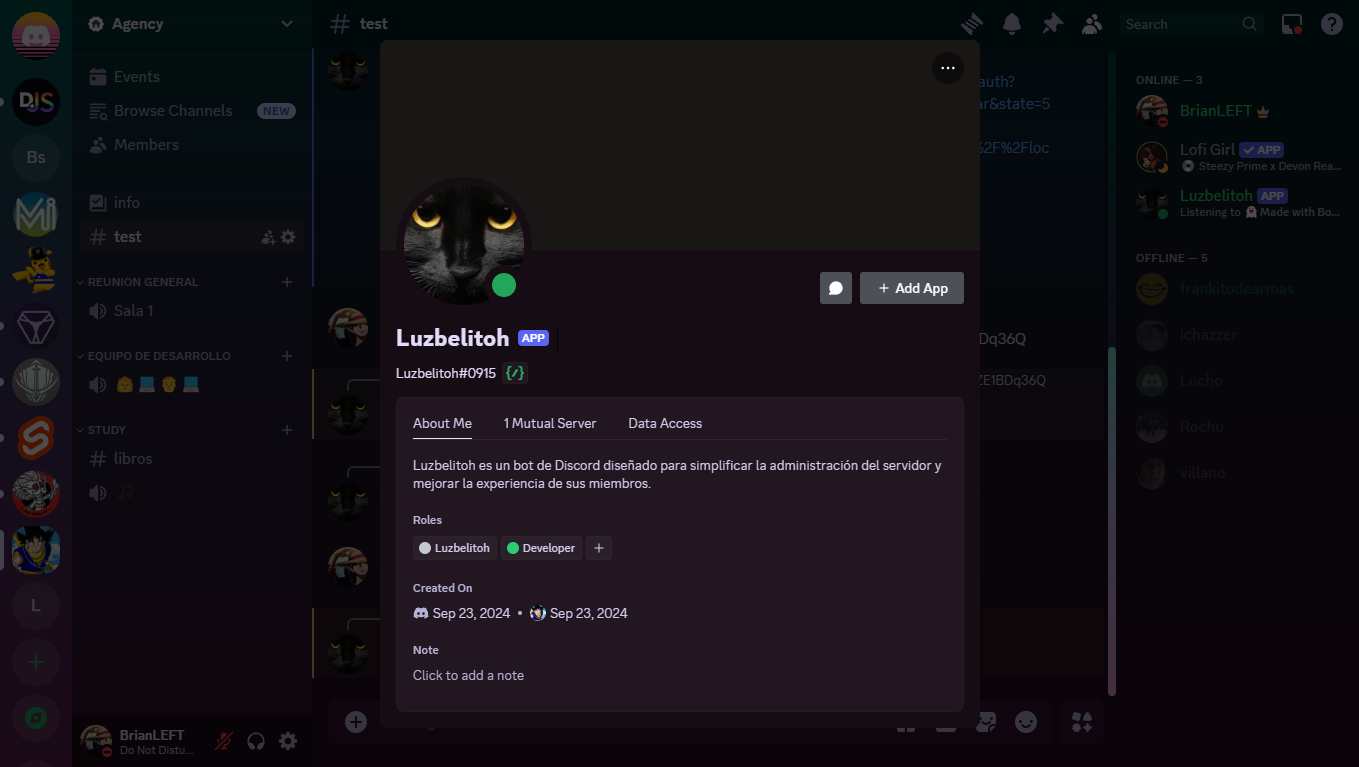 Agency
test
Search
Events
Browse Channels NEW
Members
DJS
Bs
info
test
REUNION GENERAL
Sala 1
EQUIPO DE DESARROLLO
STUDY
libros
L
BrianLEFT
Do Not Distu...
auth?
ar&state=5
%2F%2Floc
Dq36Q
ZE1BDq36Q
Luzbelitoh APP
Luzbelitoh#0915 {/}
Add App
About Me 1 Mutual Server Data Access
Luzbelitoh es un bot de Discord diseñado para simplificar la administración del servidor y
mejorar la experiencia de sus miembros.
Roles
Luzbelitoh Developer +
Created On
Sep 23, 2024 • Sep 23, 2024
Note
Click to add a note
ONLINE — 3
BrianLEFT
Lofi Girl APP
Steezy Prime x Devon Rea...
Luzbelitoh APP
Listening to Made with Bo...
OFFLINE — 5
frankitodearmas
ichazzer
Lucho
Rochu
villano